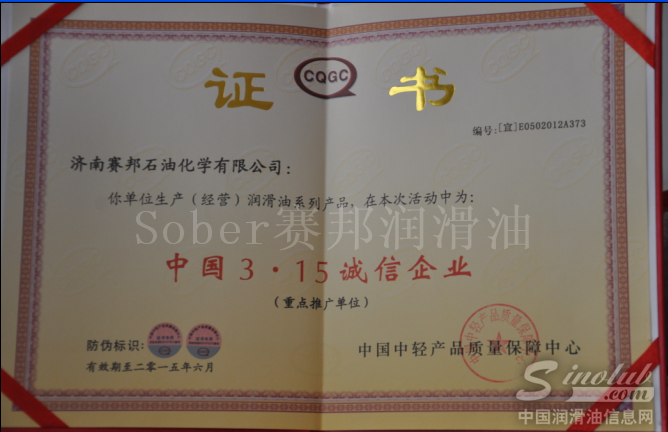 证 CQGC 书
编号:[宣]E0502012A373
济南赛邦石油化学有限公司:
你单位生产(经营)润滑油系列产品,在本次活动中为:
Sober赛邦润滑油
中国3·15诚信企业
(重点推广单位)
防伪标识:
中国中轻产品质量保障中心
有效期至二〇一五年六月
Sinolub.com
中国润滑油信息网